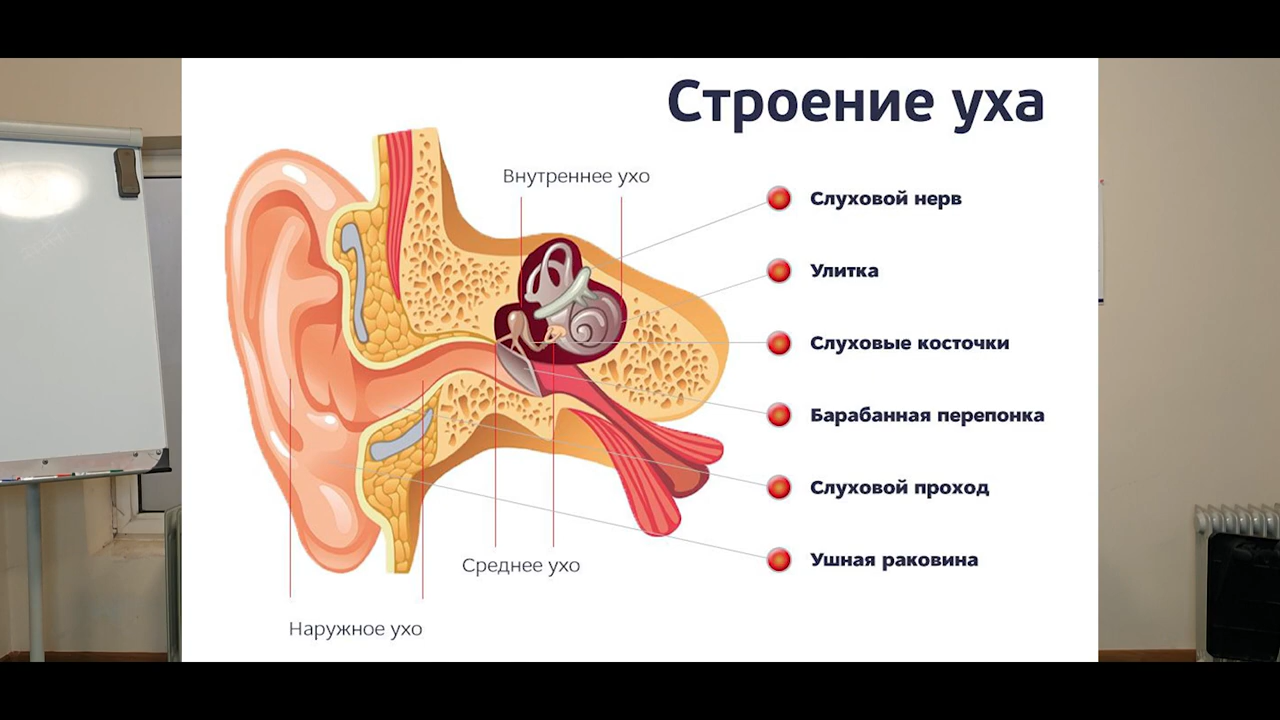 Строение уха
Внутреннее ухо
Слуховой нерв
Улитка
Слуховые косточки
Барабанная перепонка
Слуховой проход
Ушная раковина
Среднее ухо
Наружное ухо